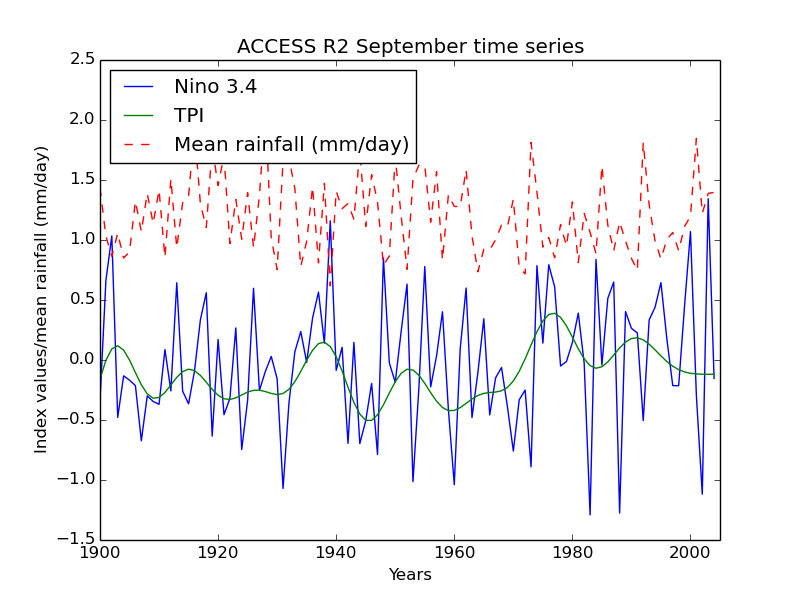 ACCESS R2 September time series
2.5
2.0
1.5
1.0
0.5
0.0
−0.5
−1.0
−1.5
Index values/mean rainfall (mm/day)
Nino 3.4
TPI
Mean rainfall (mm/day)
1900 1920 1940 1960 1980 2000
Years